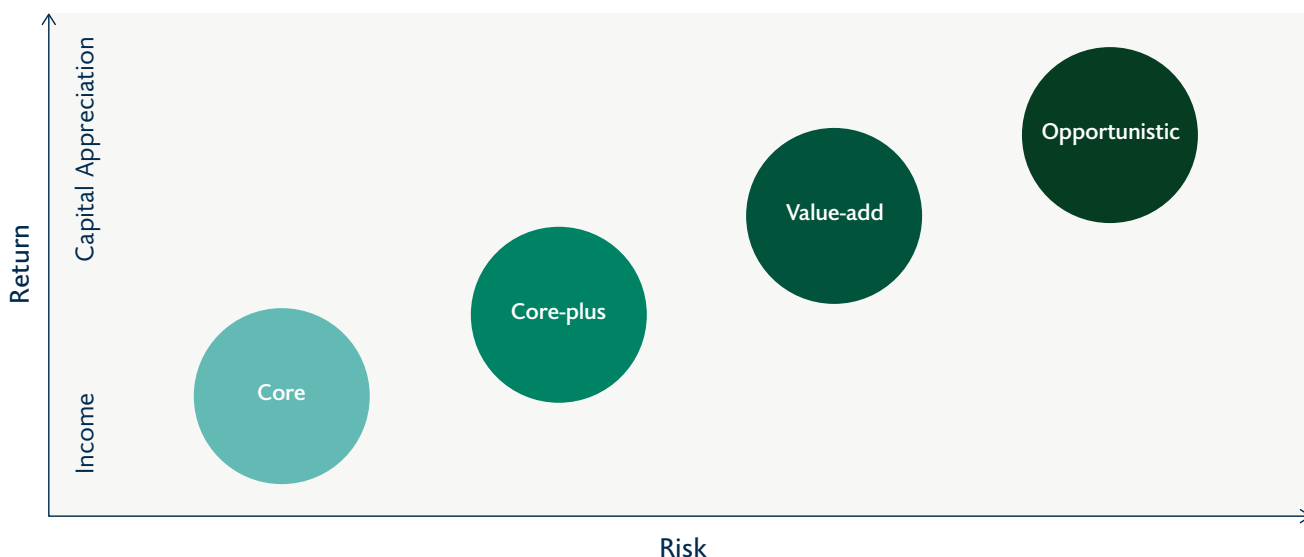 Return
Capital Appreciation
Income
Core
Core-plus
Value-add
Opportunistic
Risk